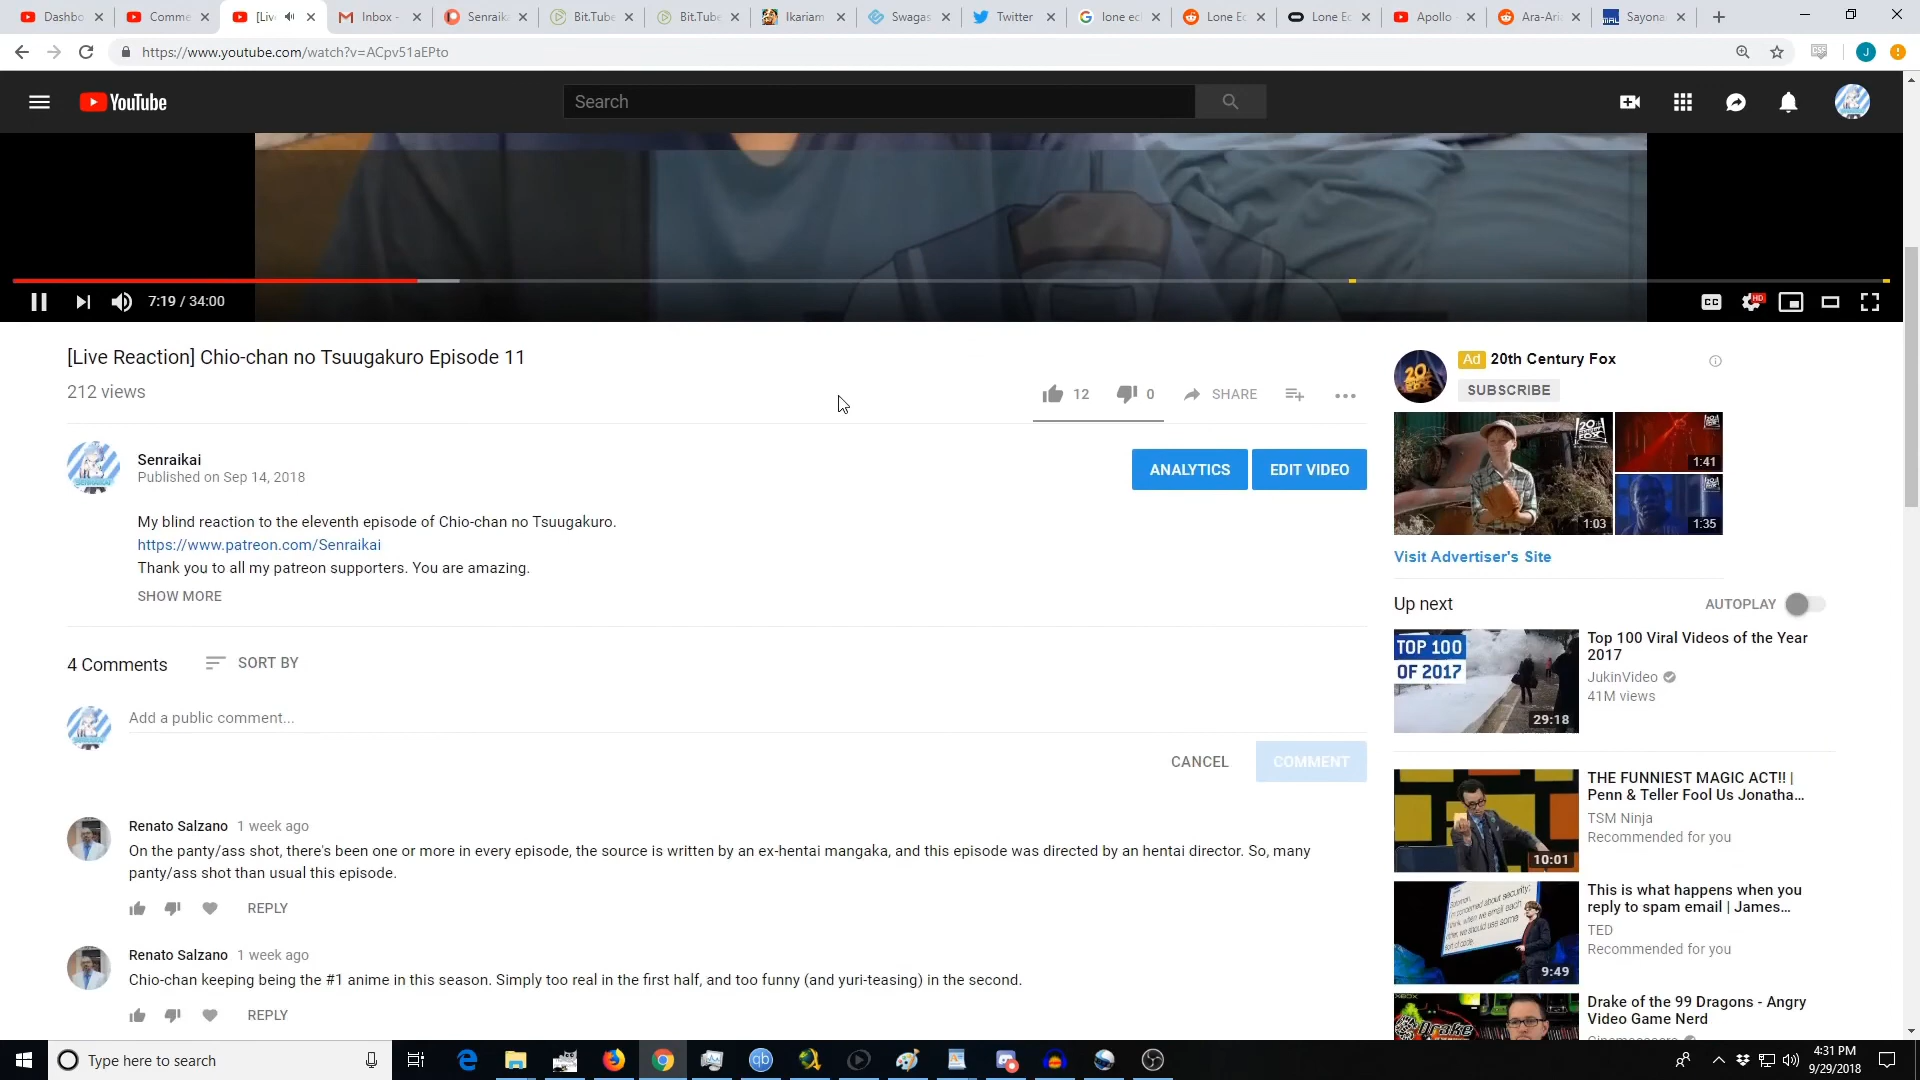 Dashbo
Comme
[Liv
Inbox -
Senraik
Bit.Tube
Bit.Tube
Ikariam
Swagas
Twitter
lone ec
Lone Ec
Lone Ec
Apollo
Ara-Ari
Sayona
https://www.youtube.com/watch?v=ACpv51aEPto
J
YouTube
Search
7:19 / 34:00
CC
HD
[Live Reaction] Chio-chan no Tsuugakuro Episode 11
212 views
12
0
SHARE
Senraikai
Published on Sep 14, 2018
ANALYTICS
EDIT VIDEO
My blind reaction to the eleventh episode of Chio-chan no Tsuugakuro.
https://www.patreon.com/Senraikai
Thank you to all my patreon supporters. You are amazing.
SHOW MORE
4 Comments
SORT BY
Add a public comment...
CANCEL
COMMENT
Renato Salzano 1 week ago
On the panty/ass shot, there's been one or more in every episode, the source is written by an ex-hentai mangaka, and this episode was directed by an hentai director. So, many
panty/ass shot than usual this episode.
REPLY
Renato Salzano 1 week ago
Chio-chan keeping being the #1 anime in this season. Simply too real in the first half, and too funny (and yuri-teasing) in the second.
REPLY
Ad 20th Century Fox
SUBSCRIBE
1:03
1:41
1:35
Visit Advertiser's Site
Up next
AUTOPLAY
TOP 100
OF 2017
29:18
Top 100 Viral Videos of the Year
2017
JukinVideo
41M views
10:01
THE FUNNIEST MAGIC ACT!! |
Penn & Teller Fool Us Jonatha...
TSM Ninja
Recommended for you
9:49
This is what happens when you
reply to spam email | James...
TED
Recommended for you
Drake of the 99 Dragons - Angry
Video Game Nerd
Type here to search
4:31 PM
9/29/2018